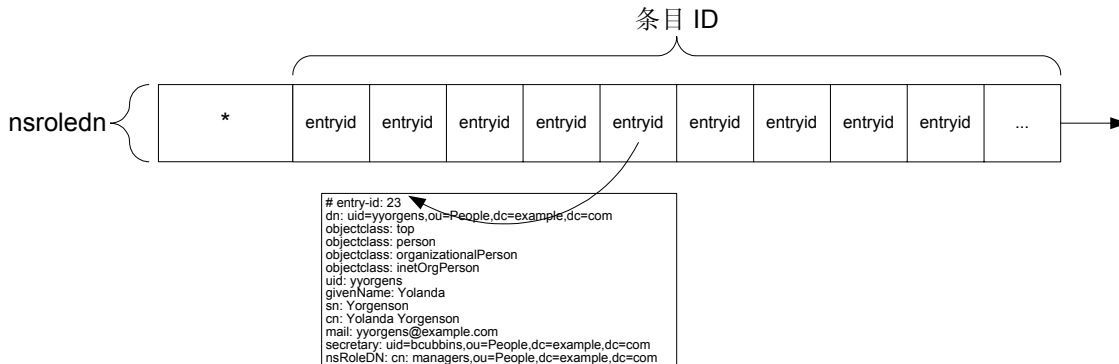 条目 ID
nsroledn
* entryid entryid entryid entryid entryid entryid entryid entryid entryid ...
# entry-id: 23
dn: uid=yyorgens,ou=People,dc=example,dc=com
objectclass: top
objectclass: person
objectclass: organizationalPerson
objectclass: inetOrgPerson
uid: yyorgens
givenName: Yolanda
sn: Yorgenson
cn: Yolanda Yorgenson
mail: yyorgens@example.com
secretary: uid=bcubbins,ou=People,dc=example,dc=com
nsRoleDN: cn: managers,ou=People,dc=example,dc=com